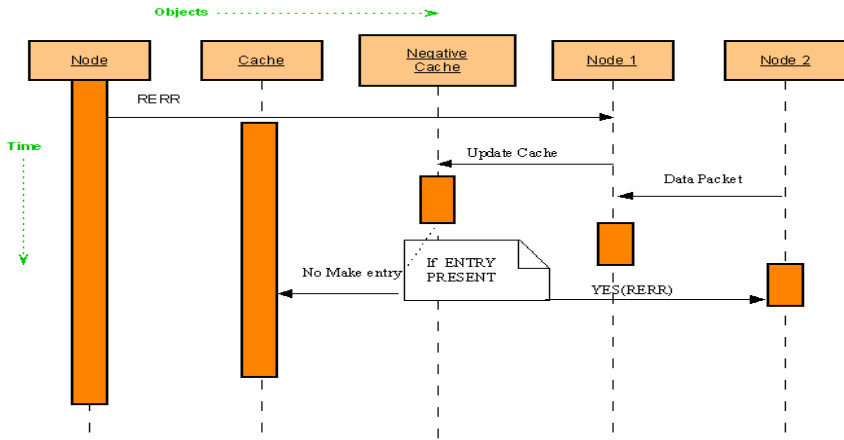 Objects
Node
Cache
Negative
Cache
Node 1
Node 2
RERR
Time
Update Cache
Data Packet
If ENTRY
PRESENT
No Make entry
YES(RERR)